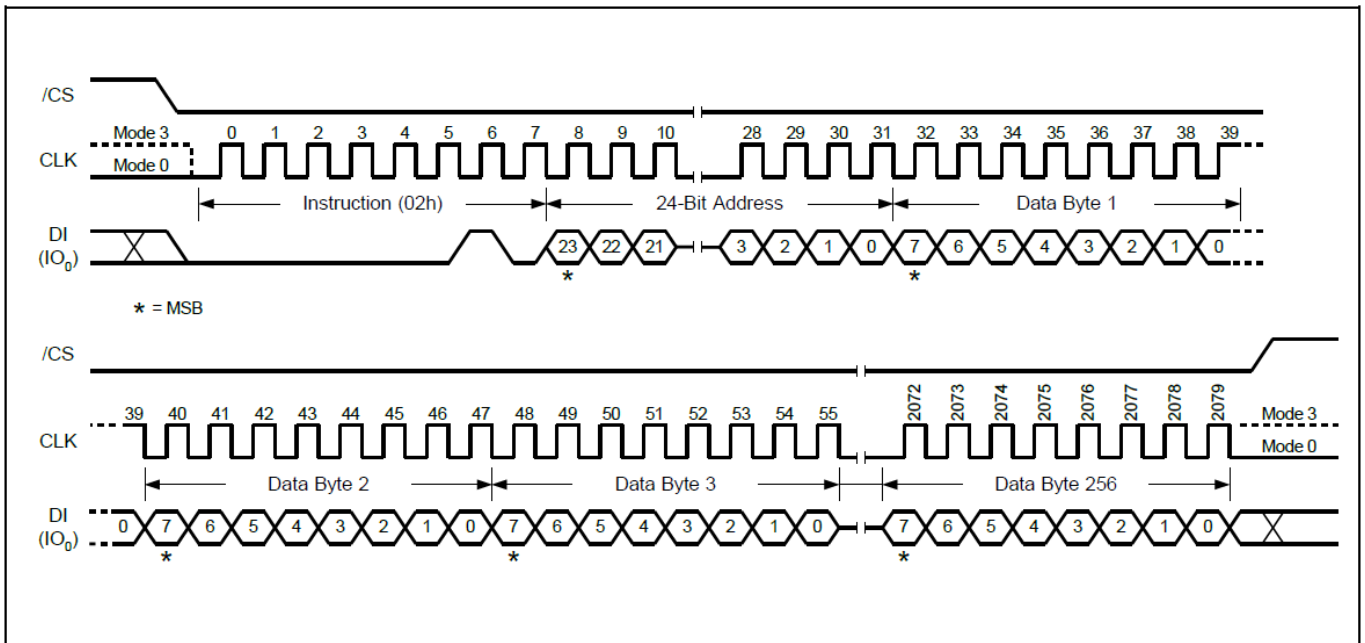 /CS
Mode 3 0 1 2 3 4 5 6 7 8 9 10 28 29 30 31 32 33 34 35 36 37 38 39
CLK Mode 0
Instruction (02h) 24-Bit Address Data Byte 1
DI
(IO0) 23 22 21 3 2 1 0 7 6 5 4 3 2 1 0
* *
* = MSB
/CS
2072 2073 2074 2075 2076 2077 2078 2079
39 40 41 42 43 44 45 46 47 48 49 50 51 52 53 54 55 Mode 3
CLK Mode 0
Data Byte 2 Data Byte 3 Data Byte 256
DI
(IO0) 0 7 6 5 4 3 2 1 0 7 6 5 4 3 2 1 0 7 6 5 4 3 2 1 0
* * *